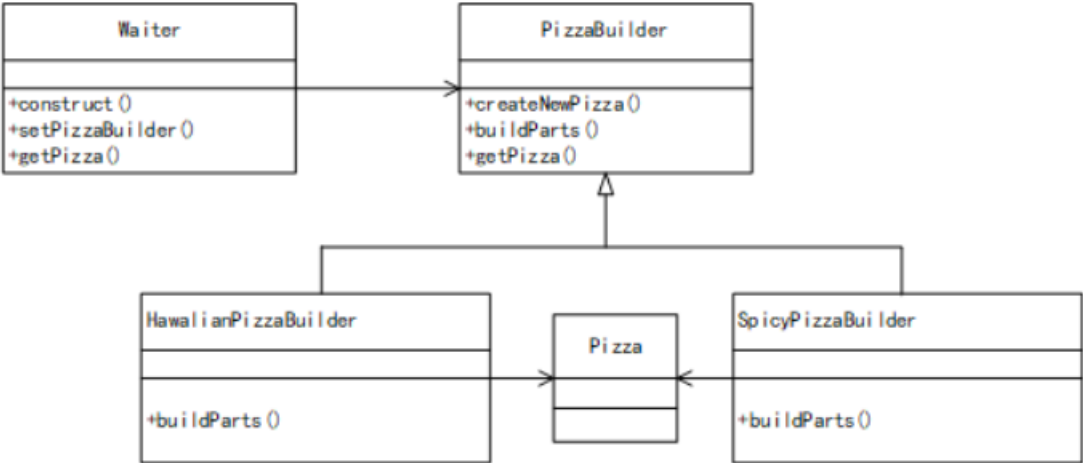 Waiter
+construct()
+setPizzaBuilder()
+getPizza()
PizzaBuilder
+createNewPizza()
+buildParts()
+getPizza()
HawalianPizzaBuilder
+buildParts()
Pizza
SpicyPizzaBuilder
+buildParts()